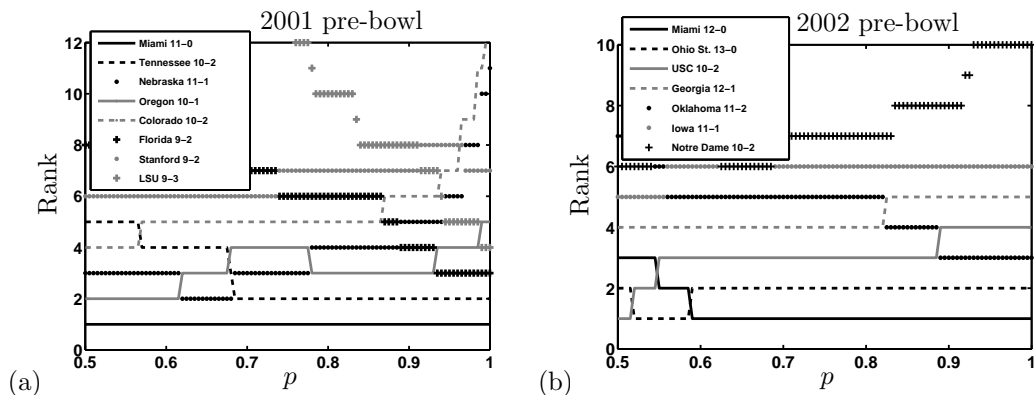 2001 pre-bowl
12
10
8
6
4
2
0
Rank
Miami 11−0
Tennessee 10−2
Nebraska 11−1
Oregon 10−1
Colorado 10−2
Florida 9−2
Stanford 9−2
LSU 9−3
0.5 0.6 0.7 0.8 0.9 1
p
(a)
2002 pre-bowl
10
8
6
4
2
0
Rank
Miami 12−0
Ohio St. 13−0
USC 10−2
Georgia 12−1
Oklahoma 11−2
Iowa 11−1
Notre Dame 10−2
0.5 0.6 0.7 0.8 0.9 1
p
(b)